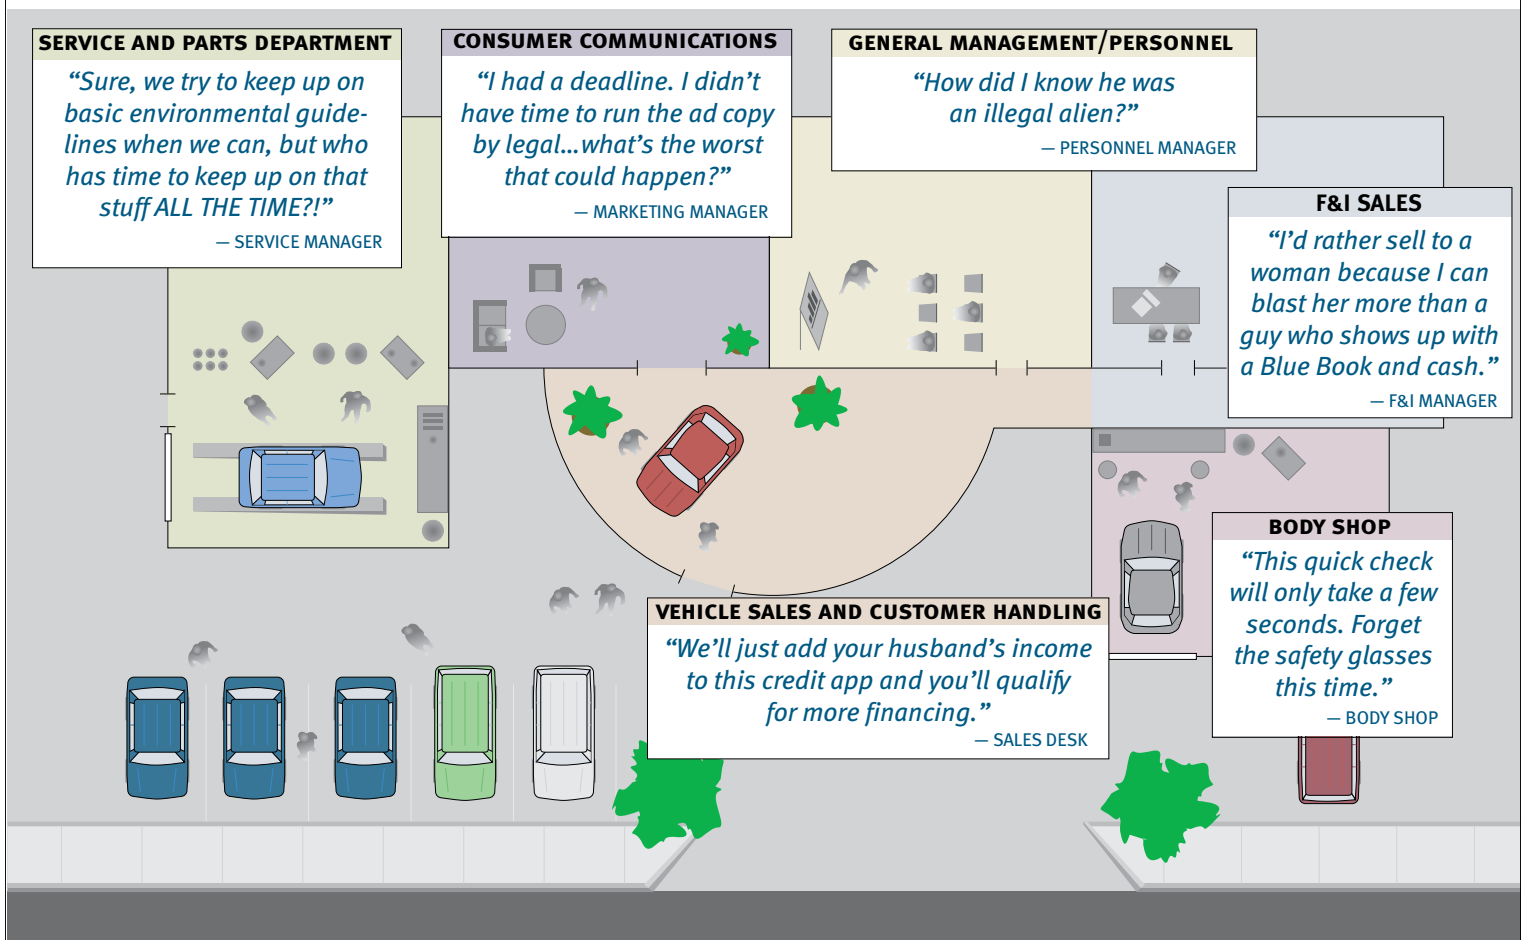 SERVICE AND PARTS DEPARTMENT
“Sure, we try to keep up on
basic environmental guide-
lines when we can, but who
has time to keep up on that
stuff ALL THE TIME?!”
— SERVICE MANAGER
CONSUMER COMMUNICATIONS
“I had a deadline. I didn’t
have time to run the ad copy
by legal...what’s the worst
that could happen?”
— MARKETING MANAGER
GENERAL MANAGEMENT/PERSONNEL
“How did I know he was
an illegal alien?”
— PERSONNEL MANAGER
F&I SALES
“I’d rather sell to a
woman because I can
blast her more than a
guy who shows up with
a Blue Book and cash.”
— F&I MANAGER
VEHICLE SALES AND CUSTOMER HANDLING
“We’ll just add your husband’s income
to this credit app and you’ll qualify
for more financing.”
— SALES DESK
BODY SHOP
“This quick check
will only take a few
seconds. Forget
the safety glasses
this time.”
— BODY SHOP